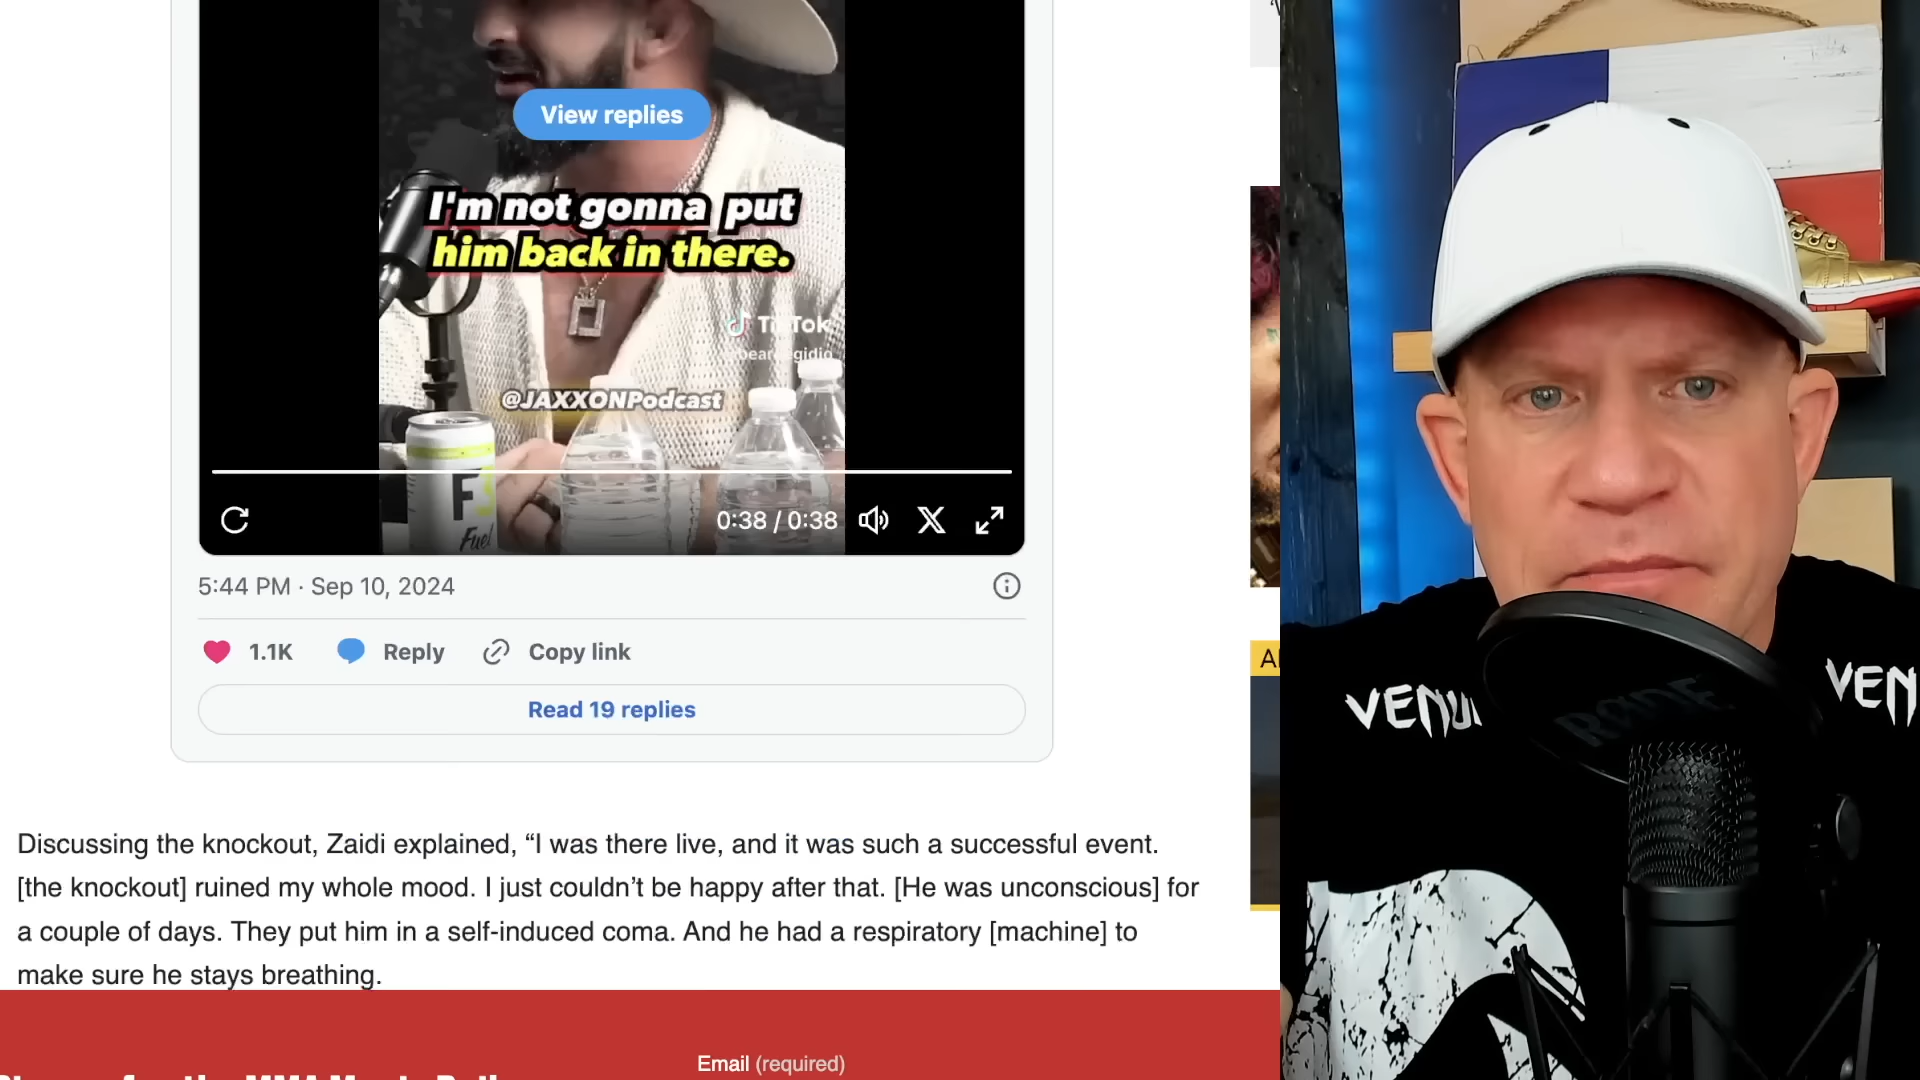 View replies
I'm not gonna put
him back in there.
TikTok
@JAXXONPodcast
Fuel
0:38 / 0:38
5:44 PM · Sep 10, 2024
1.1K
Reply
Copy link
Read 19 replies
Discussing the knockout, Zaidi explained, “I was there live, and it was such a successful event.
[the knockout] ruined my whole mood. I just couldn’t be happy after that. [He was unconscious] for
a couple of days. They put him in a self-induced coma. And he had a respiratory [machine] to
make sure he stays breathing.
Email (required)
RODE